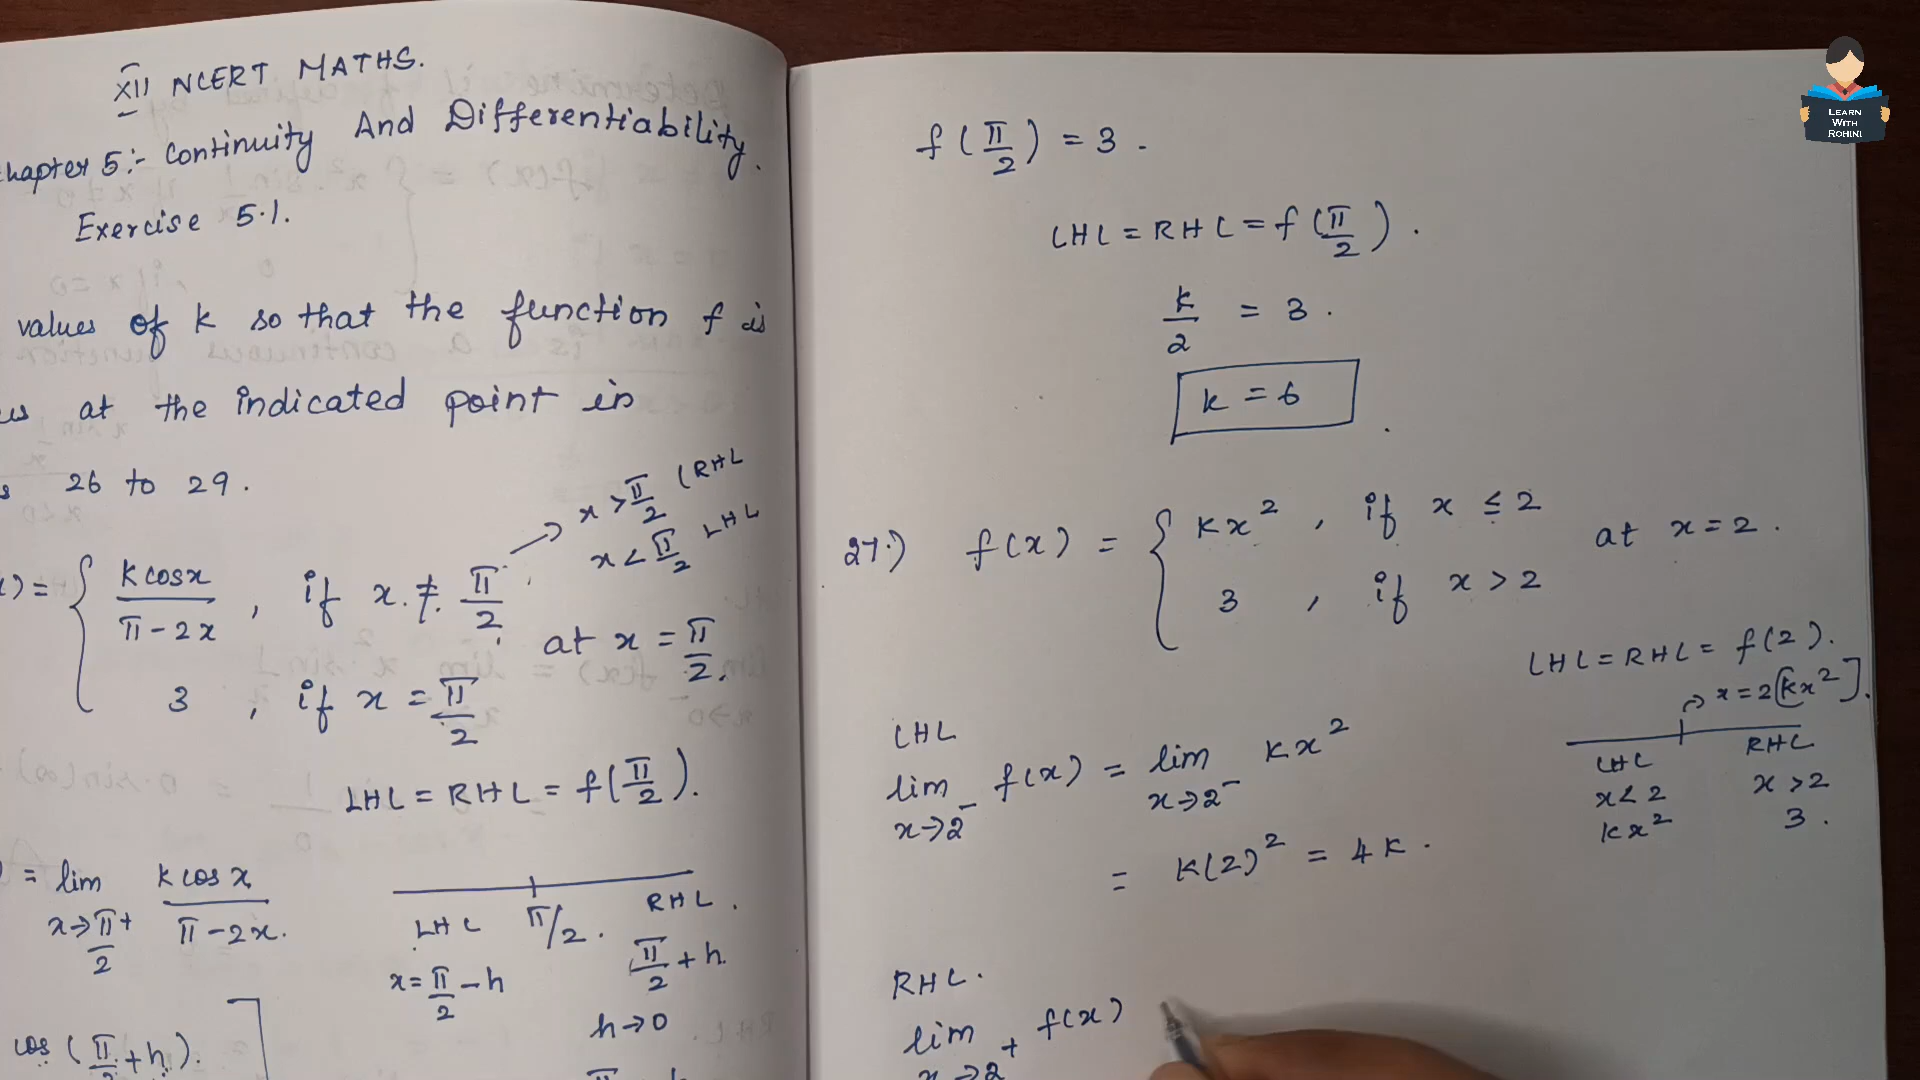 XII NCERT MATHS.
Chapter 5:- Continuity And Differentiability.
Exercise 5.1.
values of k so that the function f is
us at the indicated point in
s 26 to 29.
x > π/2 (RHL
x < π/2 LHL
) = { k cosx / π-2x , if x ≠ π/2
at x = π/2.
3 , if x = π/2
LHL = RHL = f(π/2).
= lim x→π/2+ k cosx / π-2x.
LHL π/2. RHL.
x = π/2 - h
π/2 + h.
h→0
cos (π/2 + h).
f(π/2) = 3.
LHL = RHL = f(π/2).
k/2 = 3.
k = 6
27.) f(x) = { kx², if x ≤ 2
3 , if x > 2
at x = 2.
LHL = RHL = f(2).
x = 2 [kx²].
LHL RHL
x < 2 x > 2
kx² 3.
LHL
lim x→2⁻ f(x) = lim x→2⁻ kx²
= k(2)² = 4k.
RHL.
lim x→2+ f(x)
LEARN
WITH
ROHINI